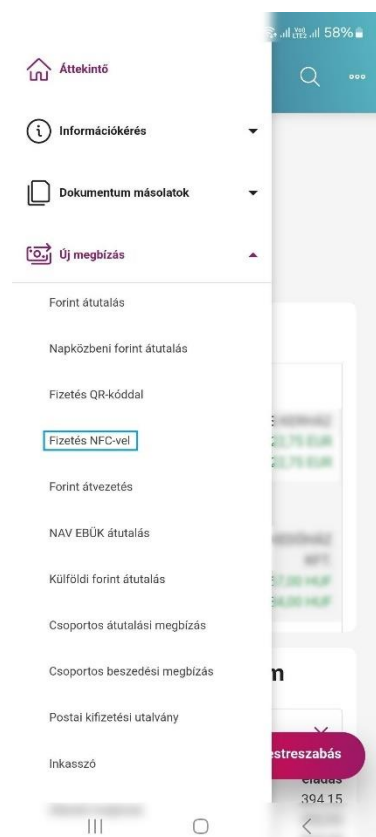 58%
Áttekintő
Információkérés
Dokumentum másolatok
Új megbízás
Forint átutalás
Napközbeni forint átutalás
Fizetés QR-kóddal
Fizetés NFC-vel
Forint átvezetés
NAV EBÜK átutalás
Külföldi forint átutalás
Csoportos átutalási megbízás
Csoportos beszedési megbízás
Postai kifizetési utalvány
estreszabás
Inkasszó
eladás
394 15